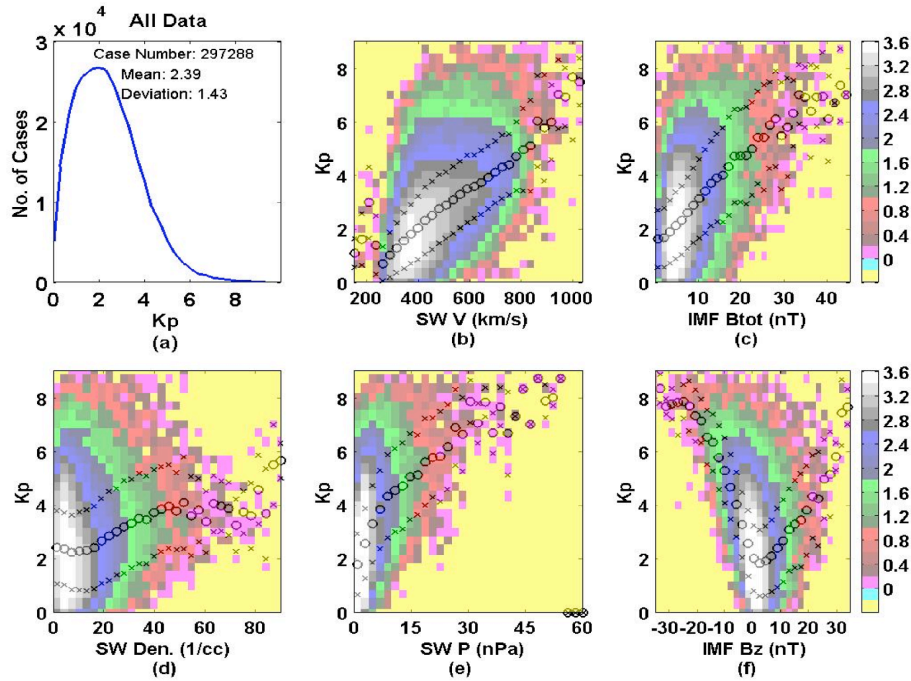 All Data
3 x 10^4
Case Number: 297288
Mean: 2.39
Deviation: 1.43
No. of Cases
2
1
0
0 2 4 6 8
Kp
(a)
Kp
8
6
4
2
0
200 400 600 800 1000
SW V (km/s)
(b)
Kp
8
6
4
2
0
10 20 30 40
IMF Btot (nT)
(c)
3.6
3.2
2.8
2.4
2
1.6
1.2
0.8
0.4
0
Kp
8
6
4
2
0
0 20 40 60 80
SW Den. (1/cc)
(d)
Kp
8
6
4
2
0
0 15 30 45 60
SW P (nPa)
(e)
Kp
8
6
4
2
0
-30-20-10 0 10 20 30
IMF Bz (nT)
(f)
3.6
3.2
2.8
2.4
2
1.6
1.2
0.8
0.4
0